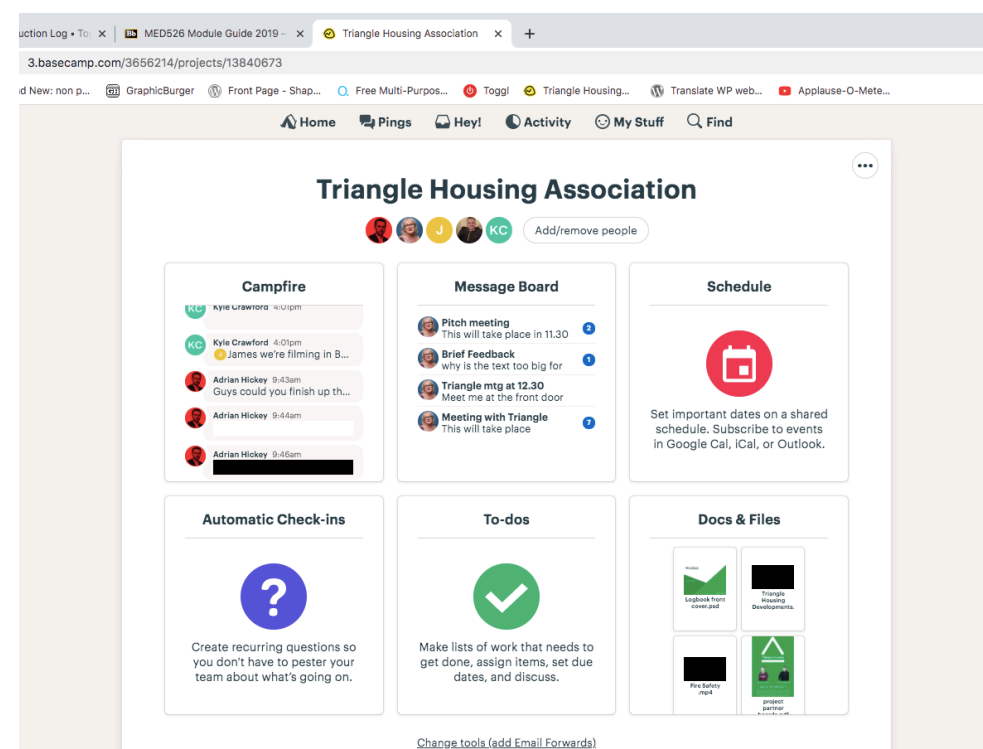 uction Log • To
MED526 Module Guide 2019 –
Triangle Housing Association
3.basecamp.com/3656214/projects/13840673
d New: non p...
GraphicBurger
Front Page - Shap...
Free Multi-Purpos...
Toggl
Triangle Housing...
Translate WP web...
Applause-O-Mete...
Home
Pings
Hey!
Activity
My Stuff
Find
Triangle Housing Association
J
KC
Add/remove people
Campfire
KC
Kyle Crawford 4:01pm
KC
Kyle Crawford 4:01pm
J James we're filming in B...
Adrian Hickey 9:43am
Guys could you finish up th...
Adrian Hickey 9:44am
Adrian Hickey 9:46am
Message Board
Pitch meeting
This will take place in 11.30
2
Brief Feedback
why is the text too big for
1
Triangle mtg at 12.30
Meet me at the front door
Meeting with Triangle
This will take place
7
Schedule
Set important dates on a shared
schedule. Subscribe to events
in Google Cal, iCal, or Outlook.
Automatic Check-ins
?
Create recurring questions so
you don't have to pester your
team about what's going on.
To-dos
Make lists of work that needs to
get done, assign items, set due
dates, and discuss.
Docs & Files
Logbook front
cover.psd
Triangle
Housing
Developments.
Fire Safety
.mp4
project
partner
Change tools (add Email Forwards)